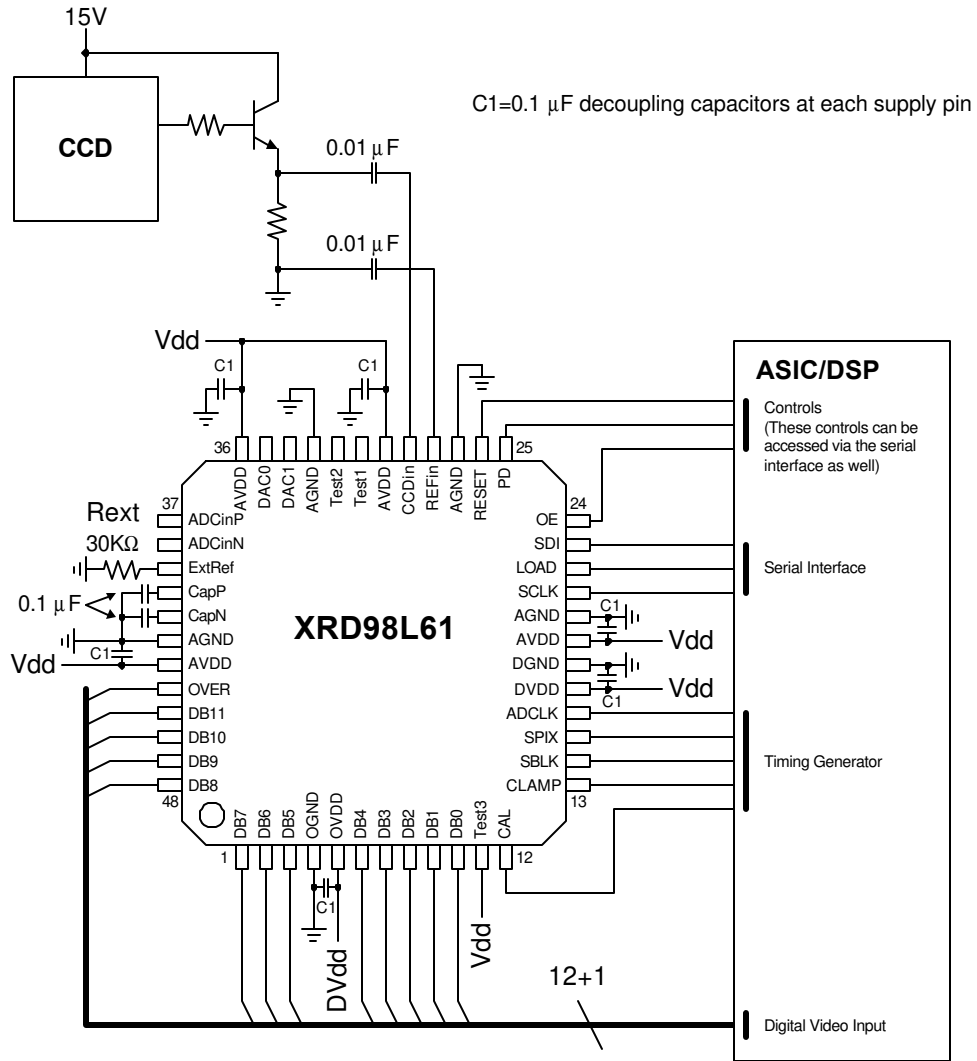 15V
C1=0.1 µF decoupling capacitors at each supply pin
CCD
0.01 µF
0.01 µF
Vdd
C1
C1
ASIC/DSP
Controls
(These controls can be
accessed via the serial
interface as well)
36
25
AVDD
DAC0
DAC1
AGND
Test2
Test1
AVDD
CCDin
REFin
AGND
RESET
PD
37
ADCinP
ADCinN
ExtRef
CapP
CapN
AGND
AVDD
OVER
DB11
DB10
DB9
DB8
48
Rext
30KΩ
0.1 µF
C1
Vdd
XRD98L61
24
OE
SDI
LOAD
SCLK
AGND
AVDD
DGND
DVDD
ADCLK
SPIX
SBLK
CLAMP
13
C1
Vdd
Vdd
C1
Serial Interface
Timing Generator
DB7
DB6
DB5
OGND
OVDD
DB4
DB3
DB2
DB1
DB0
Test3
CAL
1
12
C1
DVdd
Vdd
12+1
Digital Video Input